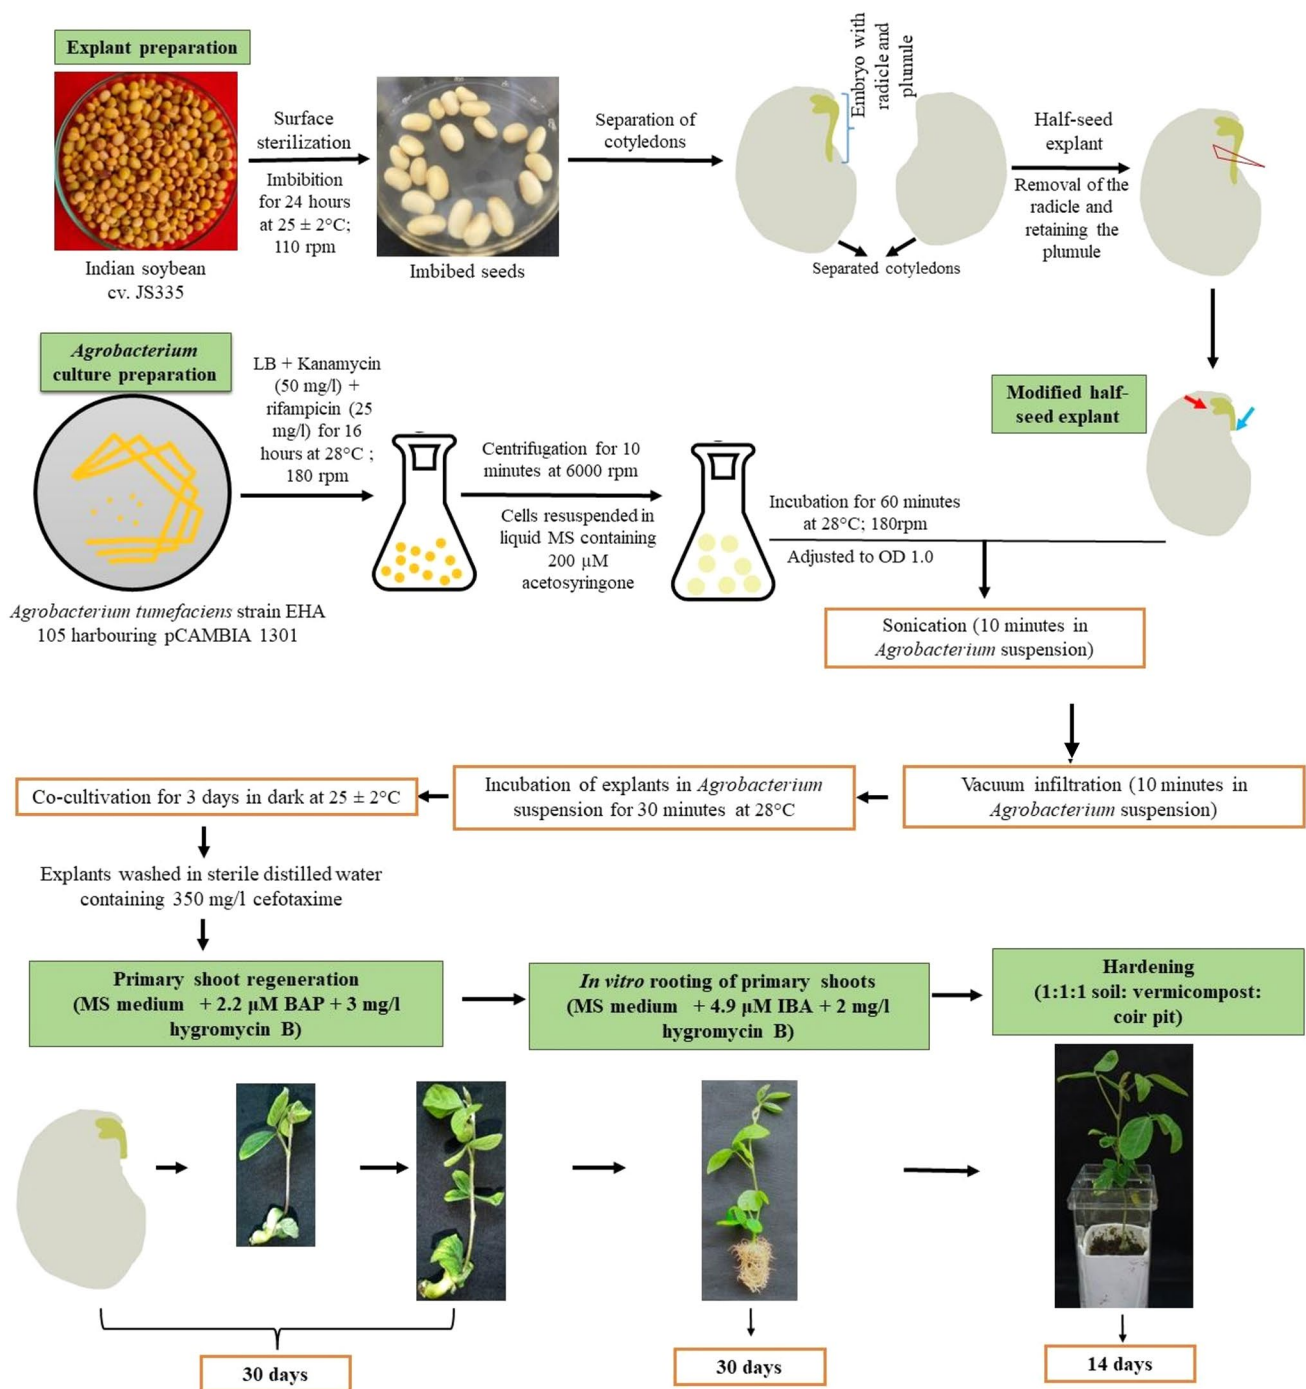 Explant preparation
Surface
sterilization
Imbibition
for 24 hours
at 25 ± 2°C;
110 rpm
Indian soybean
cv. JS335
Imbibed seeds
Separation of
cotyledons
Embryo with
radicle and
plumule
Separated cotyledons
Half-seed
explant
Removal of the
radicle and
retaining the
plumule
Agrobacterium
culture preparation
LB + Kanamycin
(50 mg/l) +
rifampicin (25
mg/l) for 16
hours at 28°C ;
180 rpm
Agrobacterium tumefaciens strain EHA
105 harbouring pCAMBIA 1301
Centrifugation for 10
minutes at 6000 rpm
Cells resuspended in
liquid MS containing
200 µM
acetosyringone
Incubation for 60 minutes
at 28°C; 180rpm
Adjusted to OD 1.0
Modified half-
seed explant
Sonication (10 minutes in
Agrobacterium suspension)
Vacuum infiltration (10 minutes in
Agrobacterium suspension)
Incubation of explants in Agrobacterium
suspension for 30 minutes at 28°C
Co-cultivation for 3 days in dark at 25 ± 2°C
Explants washed in sterile distilled water
containing 350 mg/l cefotaxime
Primary shoot regeneration
(MS medium + 2.2 µM BAP + 3 mg/l
hygromycin B)
In vitro rooting of primary shoots
(MS medium + 4.9 µM IBA + 2 mg/l
hygromycin B)
Hardening
(1:1:1 soil: vermicompost:
coir pit)
30 days
30 days
14 days